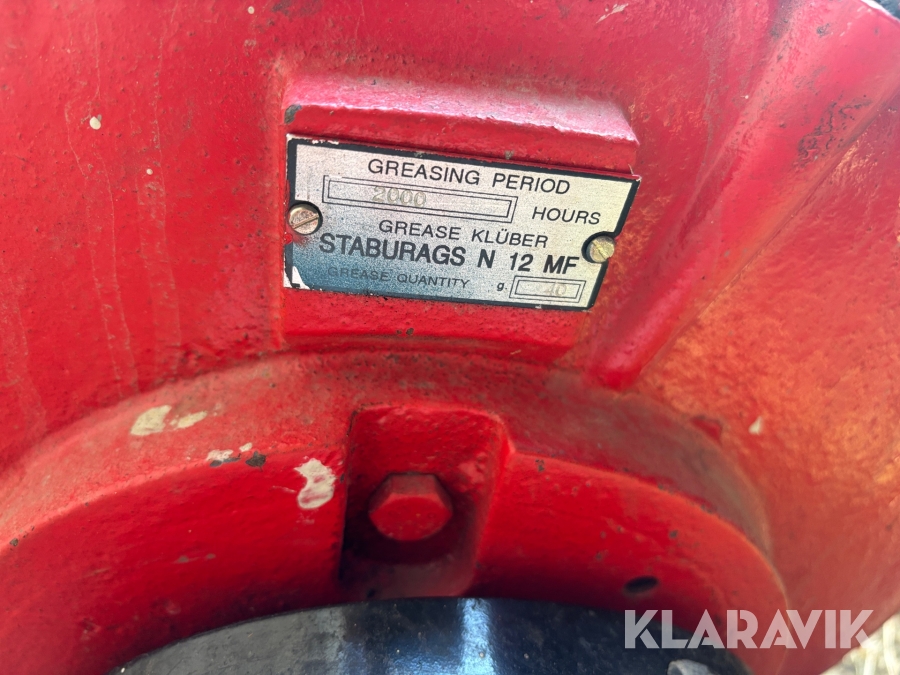 GREASING PERIOD
2000 HOURS
GREASE KLÜBER
STABURAGS N 12 MF
GREASE QUANTITY g. 40
KLARAVIK